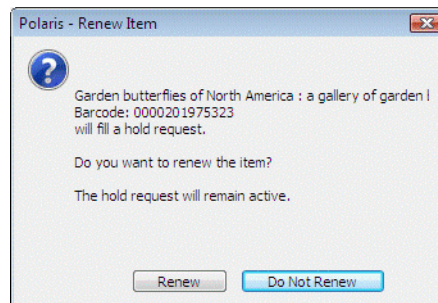 Polaris - Renew Item
Garden butterflies of North America : a gallery of garden
Barcode: 0000201975323
will fill a hold request.
Do you want to renew the item?
The hold request will remain active.
Renew
Do Not Renew